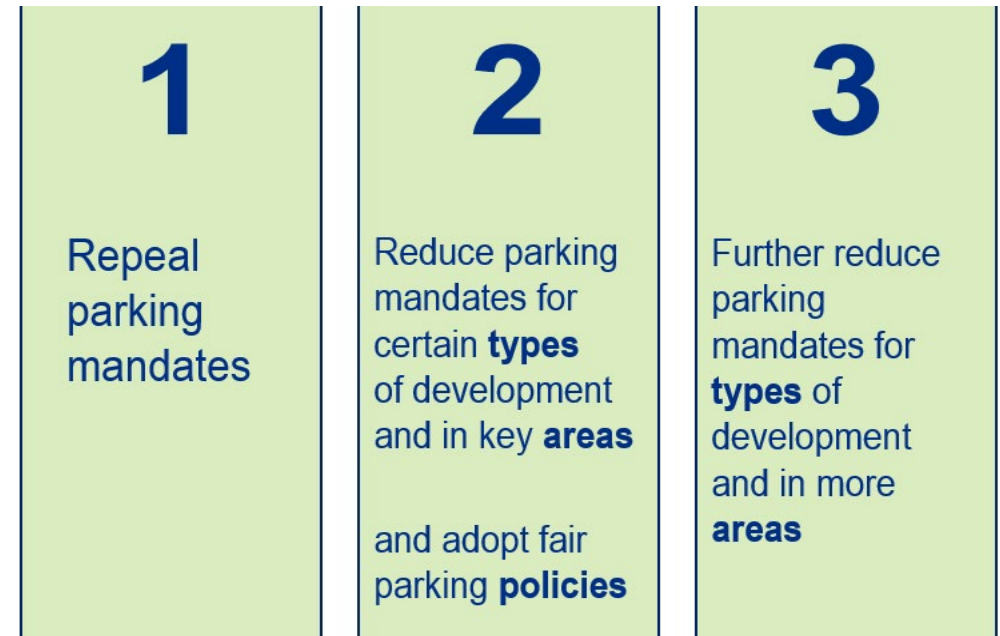 1
Repeal
parking
mandates
2
Reduce parking
mandates for
certain types
of development
and in key areas
and adopt fair
parking policies
3
Further reduce
parking
mandates for
types of
development
and in more
areas